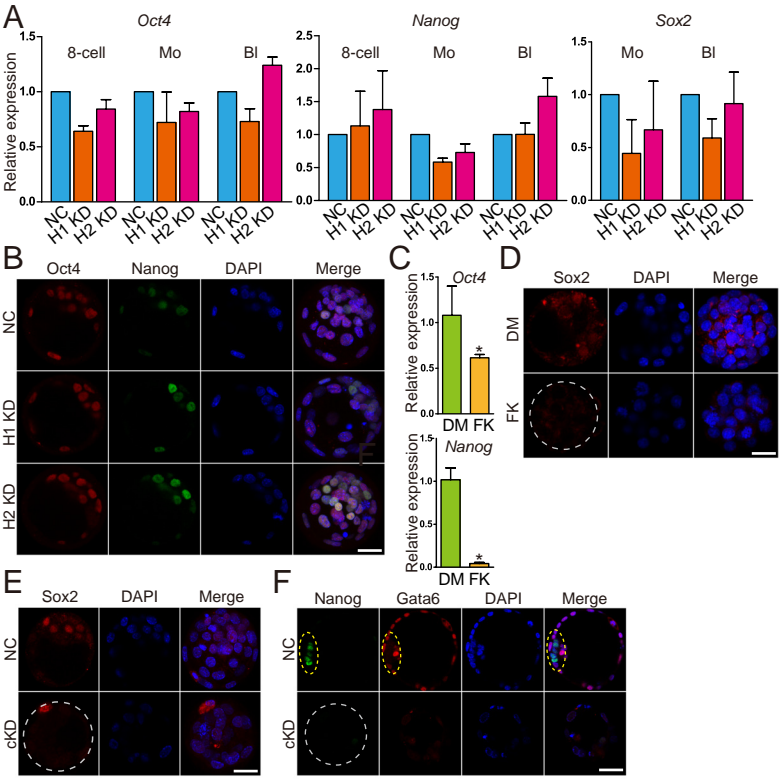 A
Oct4
Nanog
Sox2
Relative expression
1.5
1.0
0.5
0.0
8-cell
Mo
Bl
NC
H1 KD
H2 KD
NC
H1 KD
H2 KD
NC
H1 KD
H2 KD
2.5
2.0
1.5
1.0
0.5
0.0
8-cell
Mo
Bl
NC
H1 KD
H2 KD
NC
H1 KD
H2 KD
NC
H1 KD
H2 KD
1.5
1.0
0.5
0.0
Mo
Bl
NC
H1 KD
H2 KD
NC
H1 KD
H2 KD
B
Oct4
Nanog
DAPI
Merge
NC
H1 KD
H2 KD
F
C
Oct4
Relative expression
1.5
1.0
0.5
0.0
*
DM
FK
Nanog
Relative expression
1.5
1.0
0.5
0.0
*
DM
FK
D
Sox2
DAPI
Merge
DM
FK
E
Sox2
DAPI
Merge
NC
cKD
F
Nanog
Gata6
DAPI
Merge
NC
cKD